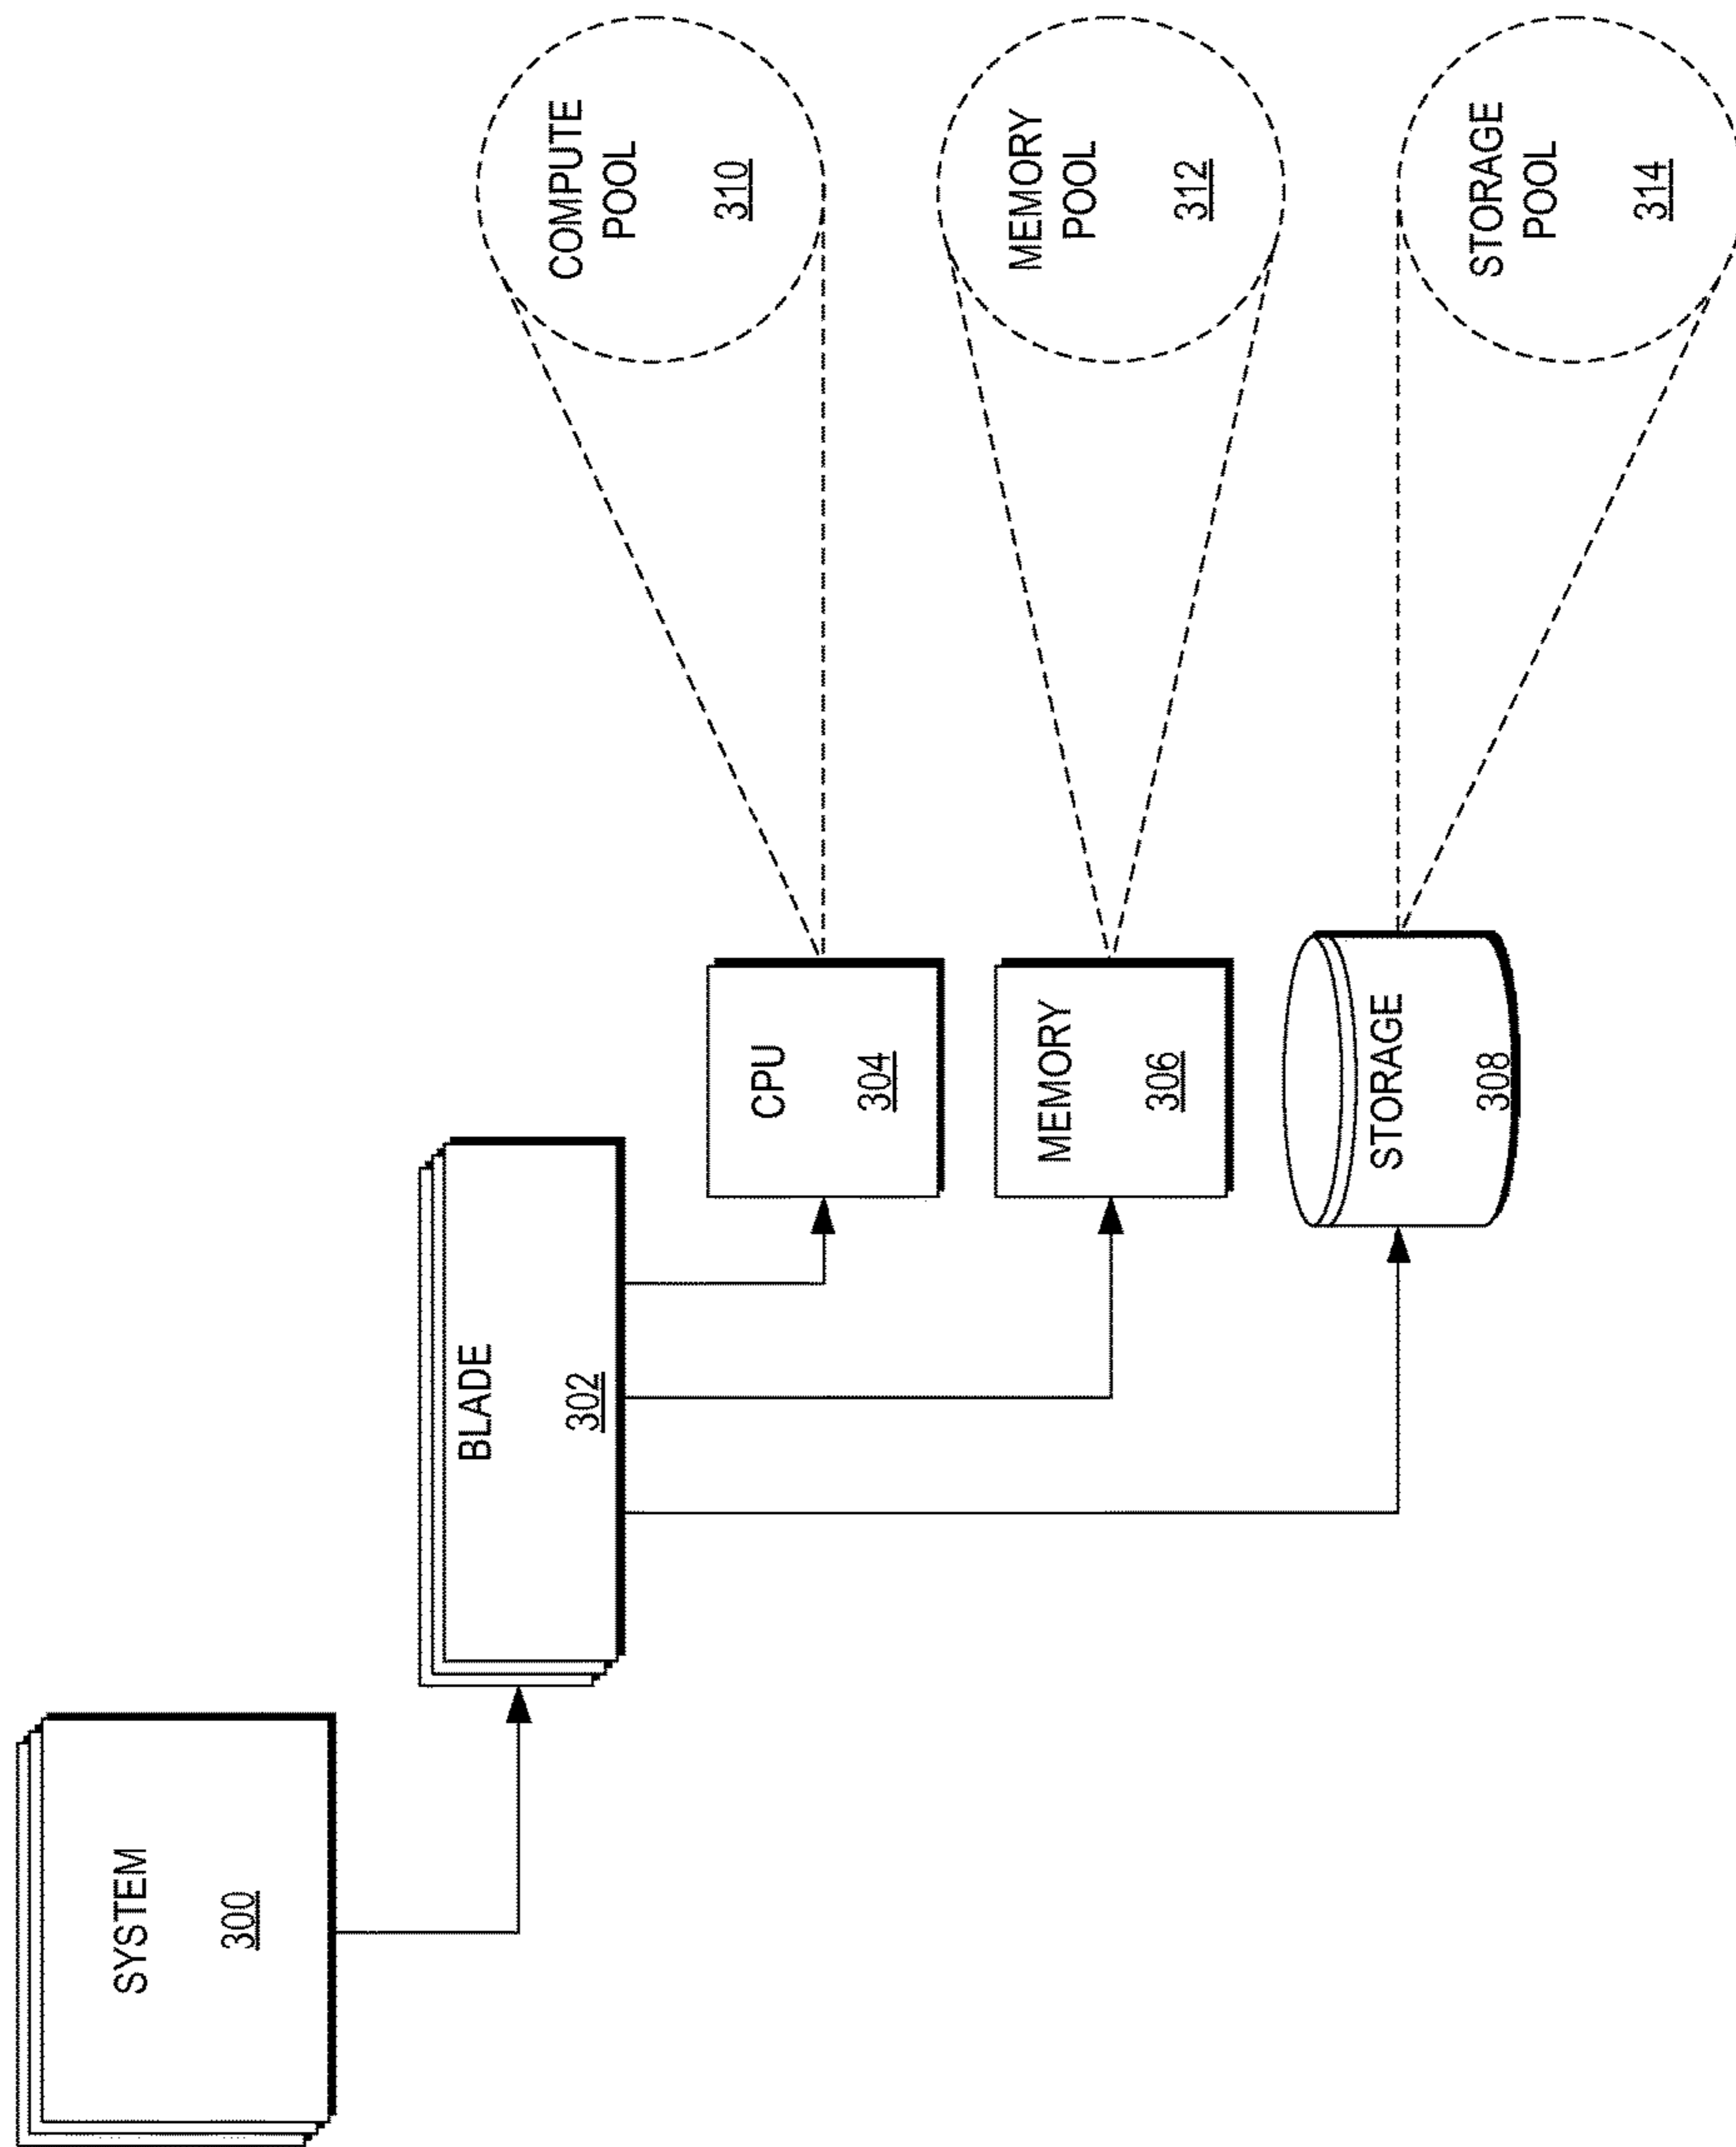 SYSTEM
300
BLADE
302
CPU
304
MEMORY
306
STORAGE
308
COMPUTE
POOL
310
MEMORY
POOL
312
STORAGE
POOL
314